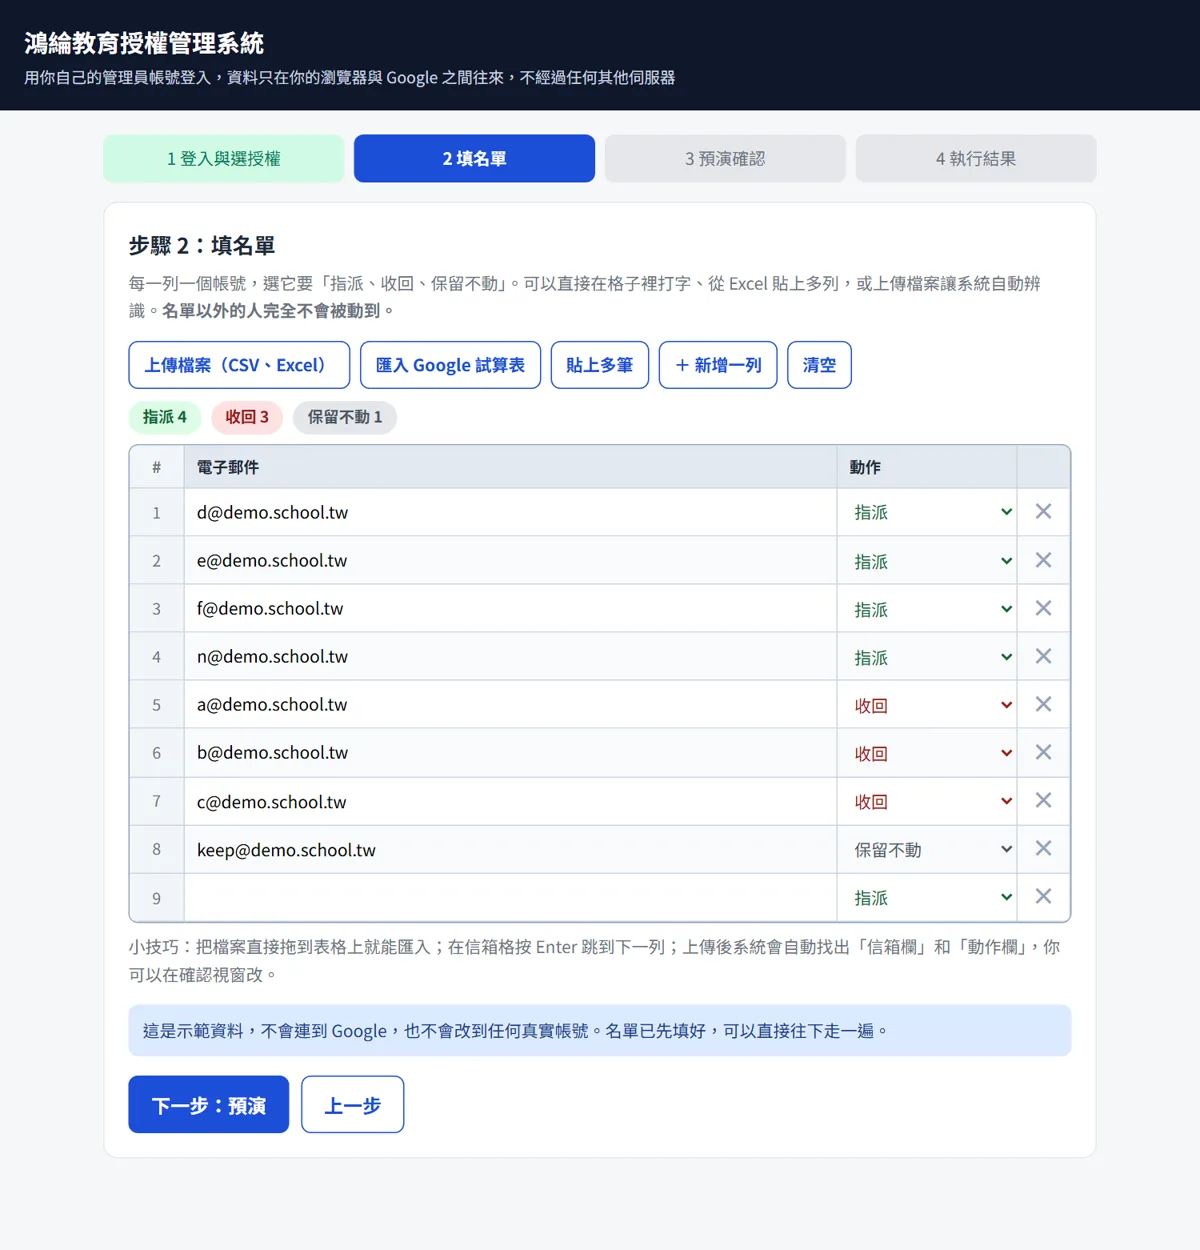 鴻綸教育授權管理系統
用你自己的管理員帳號登入，資料只在你的瀏覽器與 Google 之間往來，不經過任何其他伺服器
1 登入與選授權
2 填名單
3 預演確認
4 執行結果
步驟 2：填名單
每一列一個帳號，選它要「指派、收回、保留不動」。可以直接在格子裡打字、從 Excel 貼上多列，或上傳檔案讓系統自動辨
識。名單以外的人完全不會被動到。
上傳檔案（CSV、Excel）
匯入 Google 試算表
貼上多筆
＋ 新增一列
清空
指派 4
收回 3
保留不動 1
# 電子郵件 動作
1 d@demo.school.tw 指派
2 e@demo.school.tw 指派
3 f@demo.school.tw 指派
4 n@demo.school.tw 指派
5 a@demo.school.tw 收回
6 b@demo.school.tw 收回
7 c@demo.school.tw 收回
8 keep@demo.school.tw 保留不動
9 指派
小技巧：把檔案直接拖到表格上就能匯入；在信箱格按 Enter 跳到下一列；上傳後系統會自動找出「信箱欄」和「動作欄」，你
可以在確認視窗改。
這是示範資料，不會連到 Google，也不會改到任何真實帳號。名單已先填好，可以直接往下走一遍。
下一步：預演
上一步